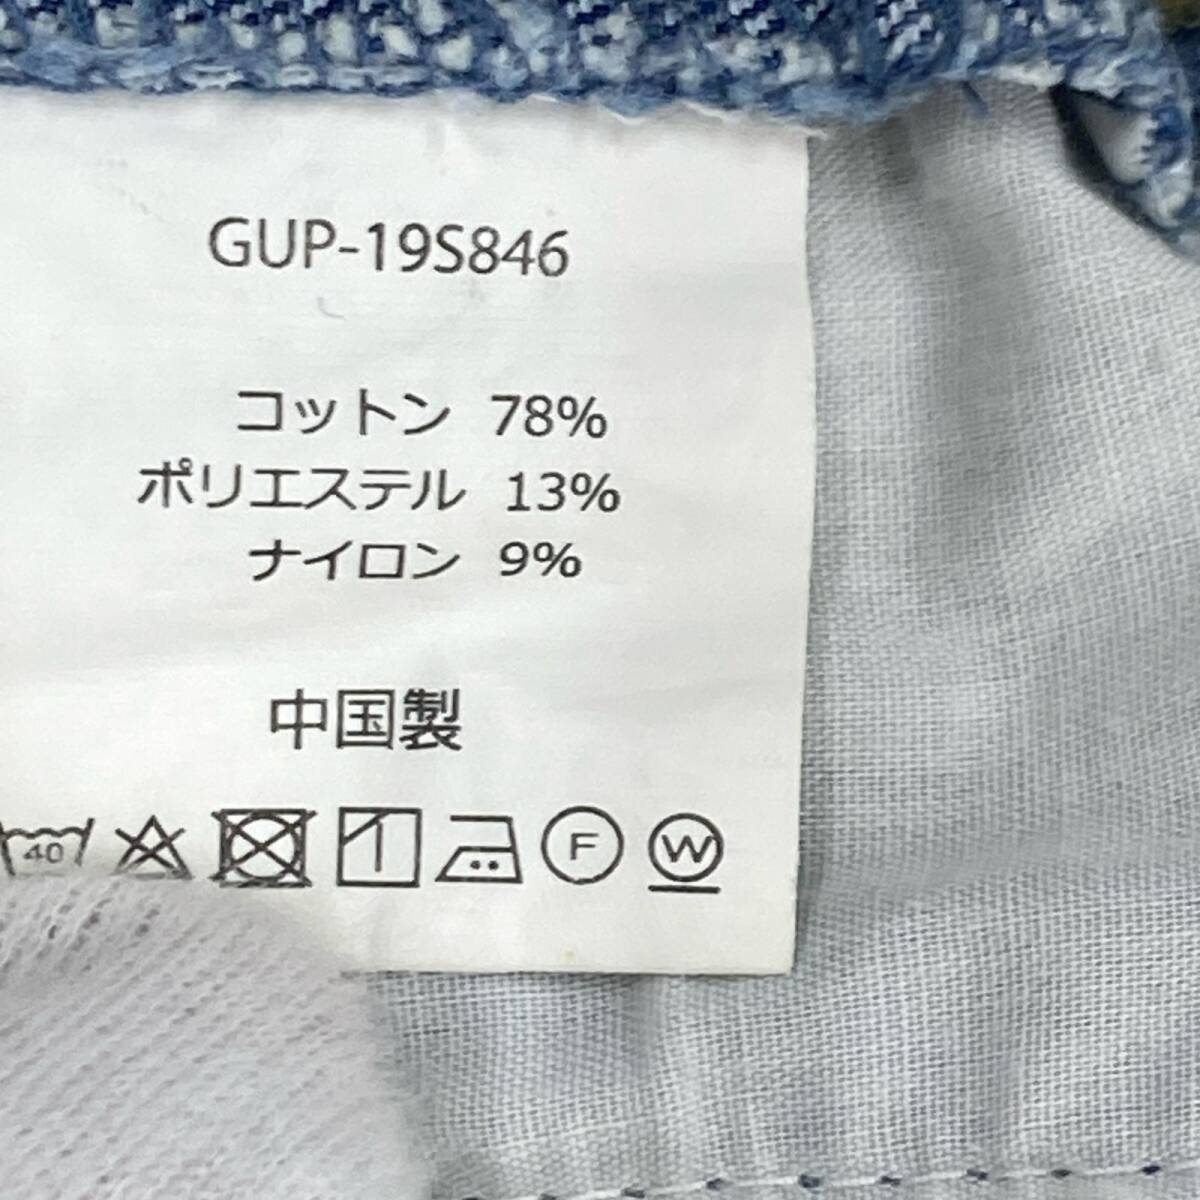 GUP-19S846
コットン 78%
ポリエステル 13%
ナイロン 9%
中国製
40 F W